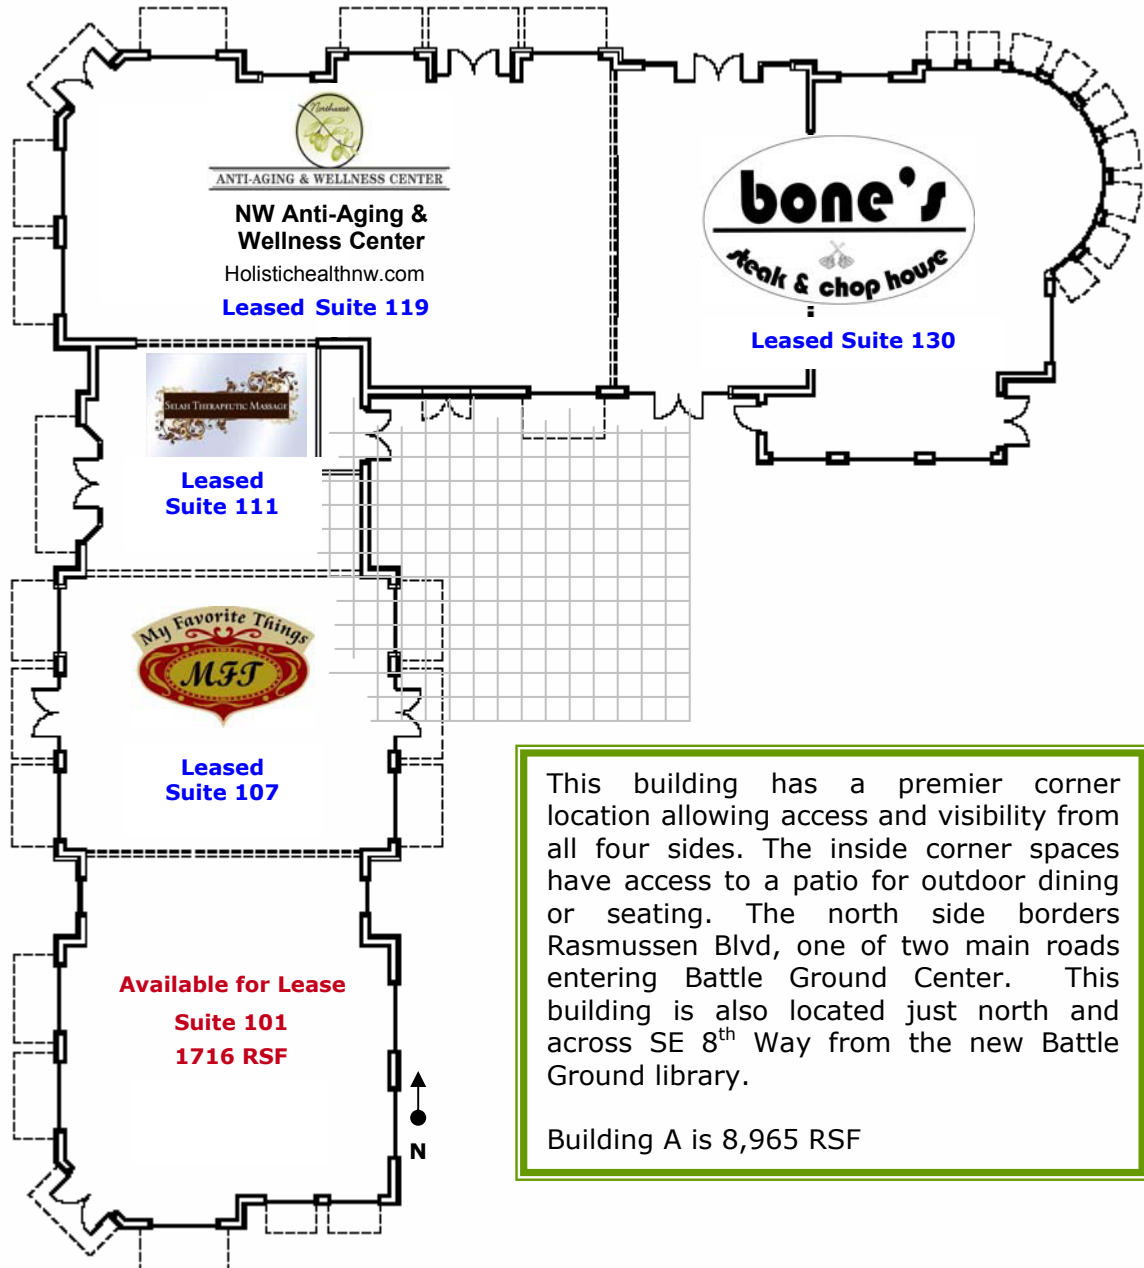 Northwest
ANTI-AGING & WELLNESS CENTER
NW Anti-Aging &
Wellness Center
Holistichealthnw.com
Leased Suite 119
bone's
steak & chop house
Leased Suite 130
SELAH THERAPEUTIC MASSAGE
Leased
Suite 111
My Favorite Things
MFT
Leased
Suite 107
Available for Lease
Suite 101
1716 RSF
N
This building has a premier corner
location allowing access and visibility from
all four sides. The inside corner spaces
have access to a patio for outdoor dining
or seating. The north side borders
Rasmussen Blvd, one of two main roads
entering Battle Ground Center. This
building is also located just north and
across SE 8th Way from the new Battle
Ground library.
Building A is 8,965 RSF